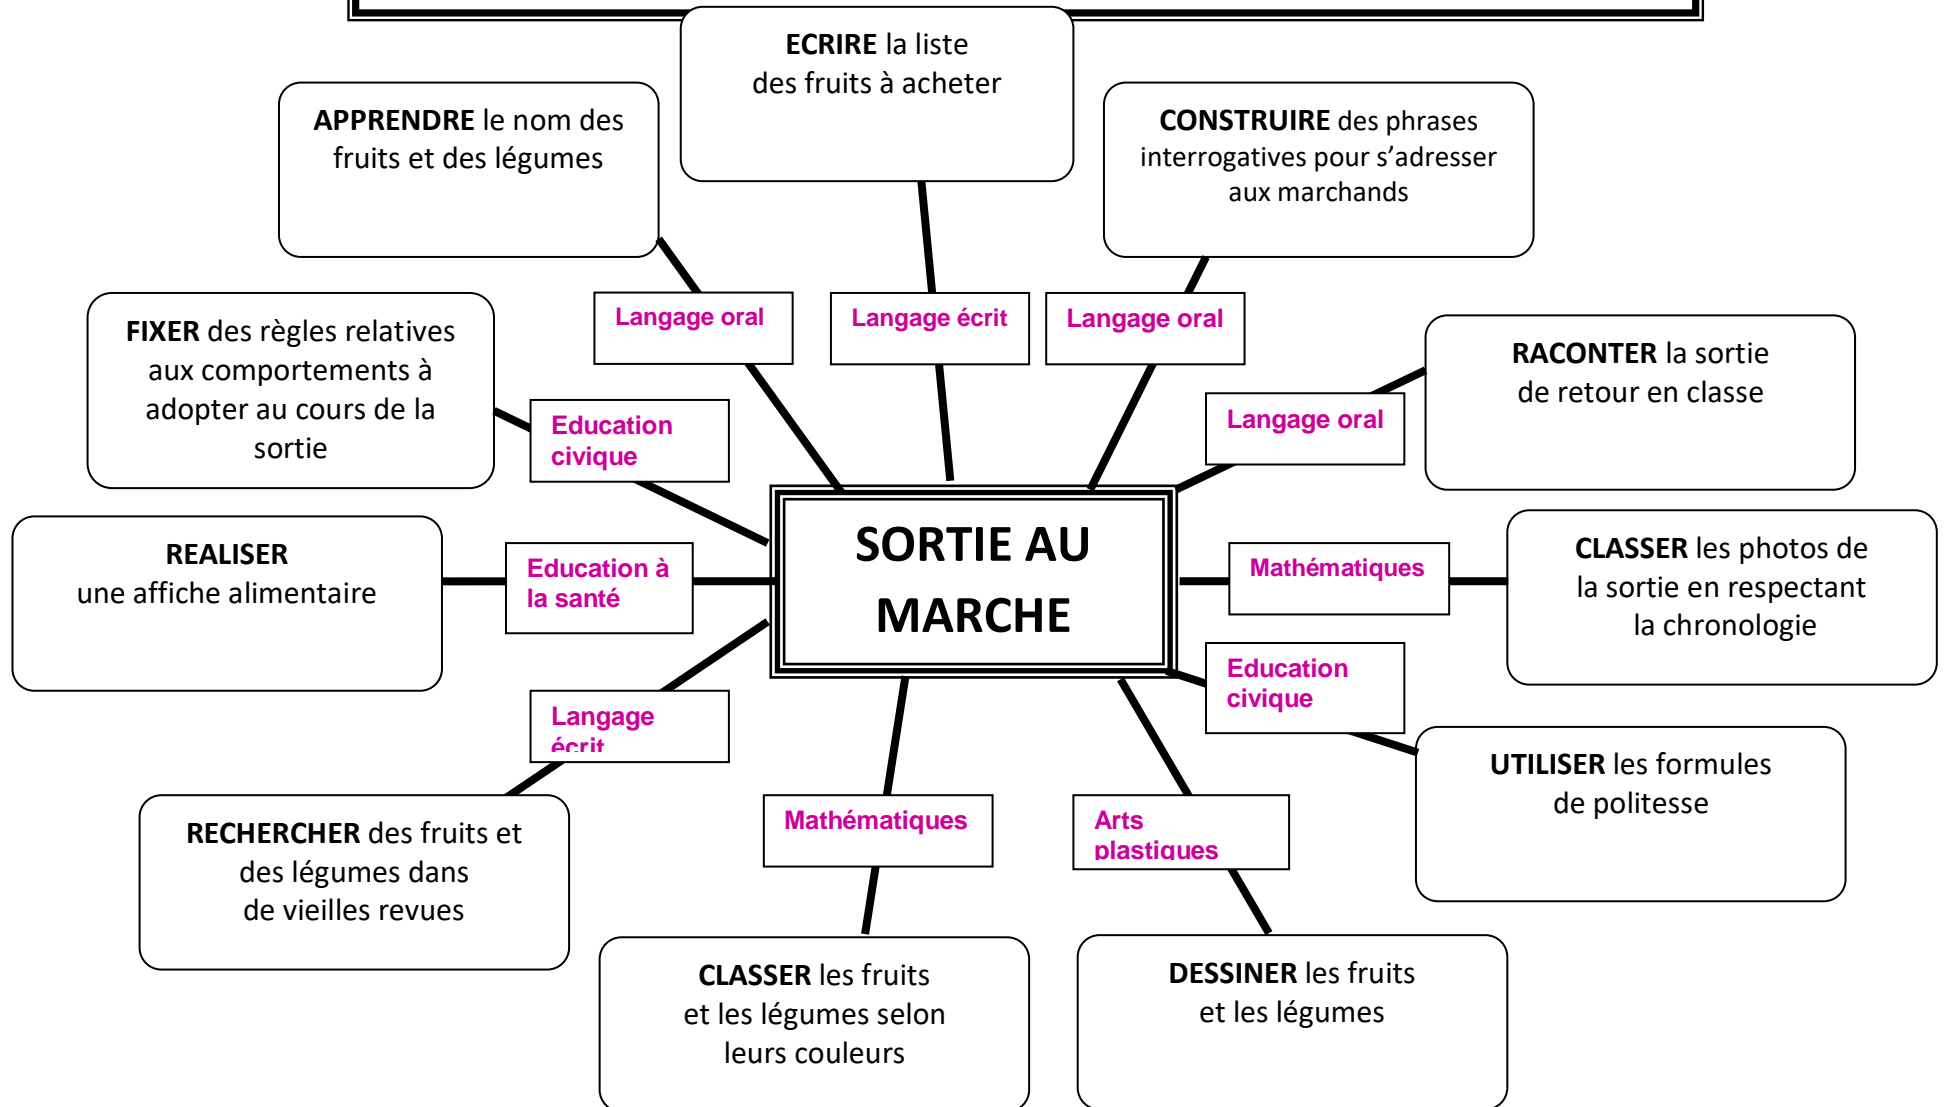 ECRIRE la liste
des fruits à acheter
APPRENDRE le nom des
fruits et des légumes
CONSTRUIRE des phrases
interrogatives pour s’adresser
aux marchands
Langage oral
Langage écrit
Langage oral
FIXER des règles relatives
aux comportements à
adopter au cours de la
sortie
RACONTER la sortie
de retour en classe
Education
civique
Langage oral
REALISER
une affiche alimentaire
Education à
la santé
SORTIE AU
MARCHE
Mathématiques
CLASSER les photos de
la sortie en respectant
la chronologie
Education
civique
Langage
écrit
UTILISER les formules
de politesse
RECHERCHER des fruits et
des légumes dans
de vieilles revues
Mathématiques
Arts
plastiques
CLASSER les fruits
et les légumes selon
leurs couleurs
DESSINER les fruits
et les légumes